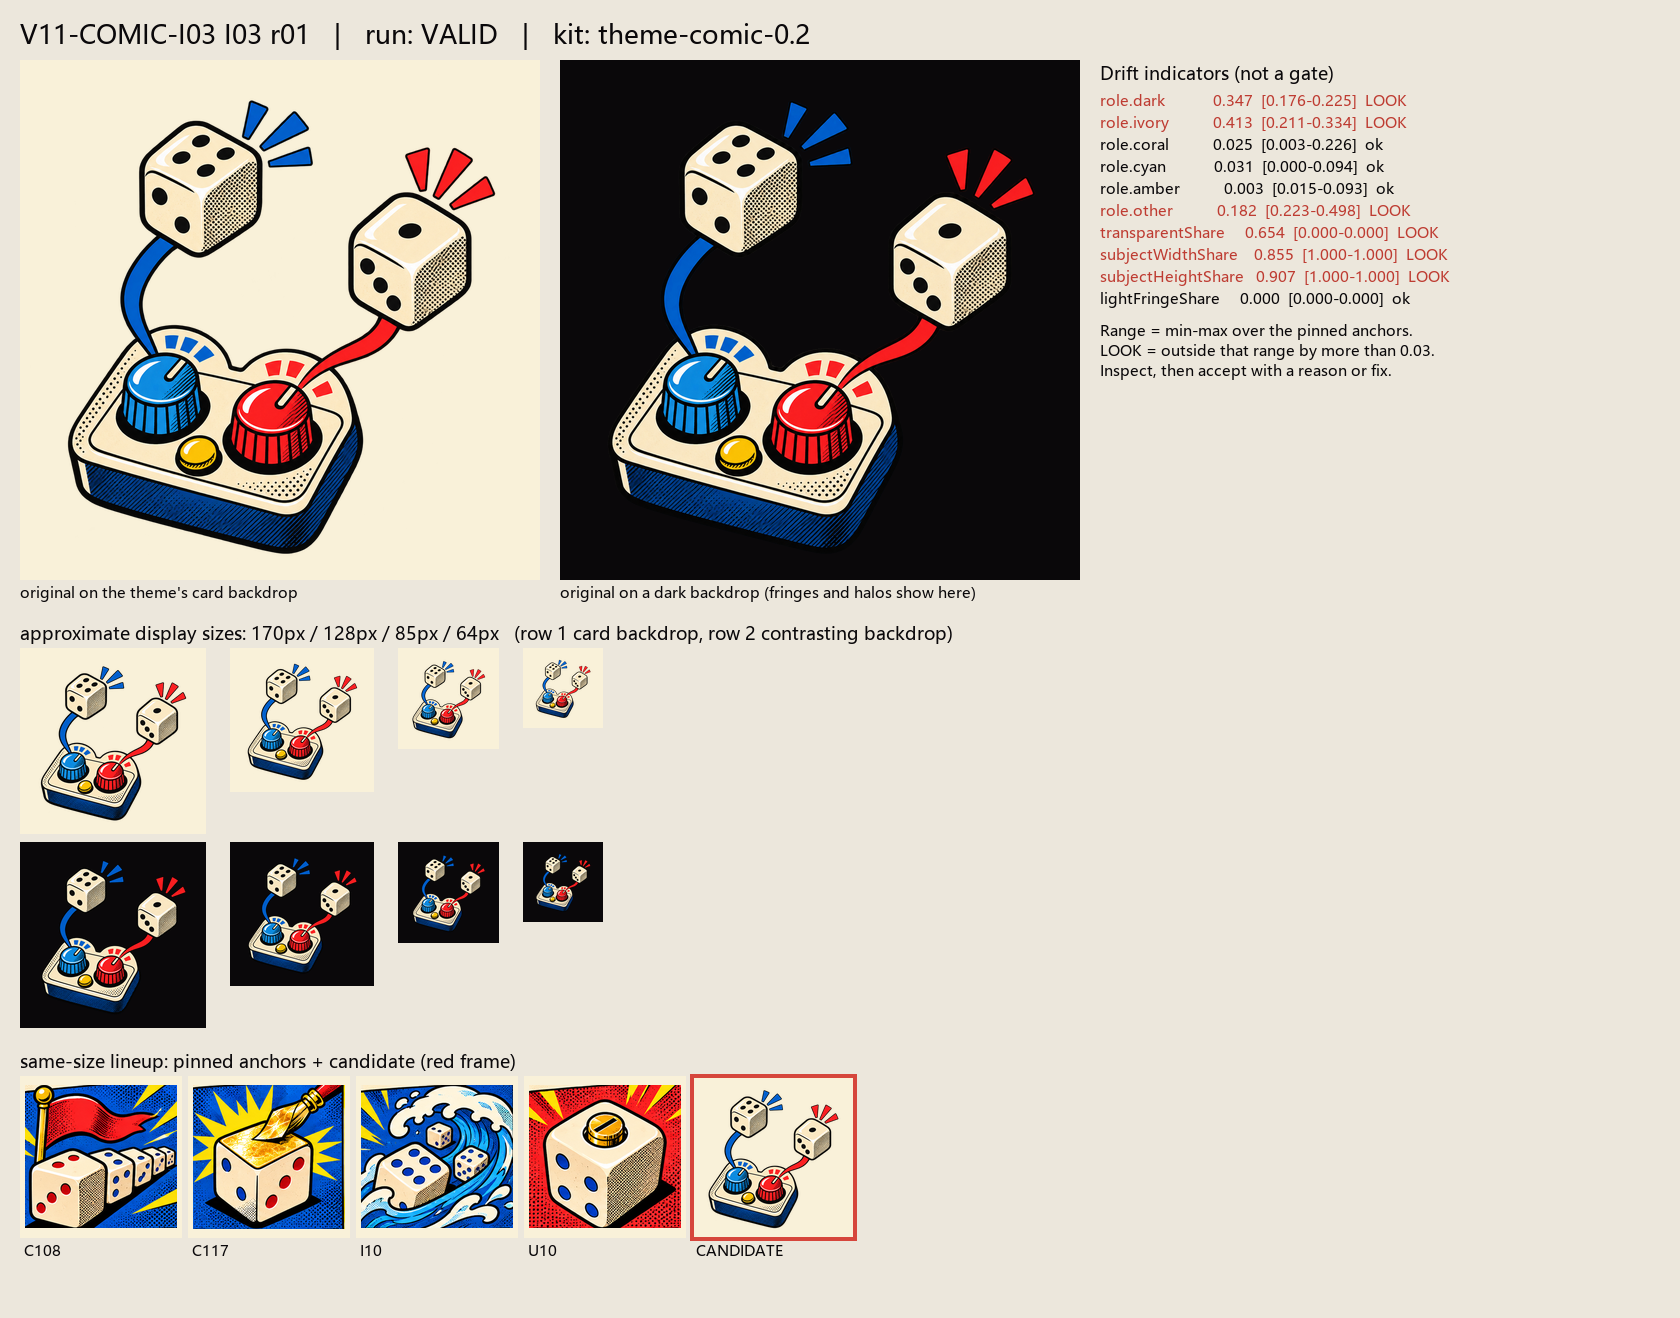 V11-COMIC-I03 I03 r01 | run: VALID | kit: theme-comic-0.2
Drift indicators (not a gate)
role.dark 0.347 [0.176-0.225] LOOK
role.ivory 0.413 [0.211-0.334] LOOK
role.coral 0.025 [0.003-0.226] ok
role.cyan 0.031 [0.000-0.094] ok
role.amber 0.003 [0.015-0.093] ok
role.other 0.182 [0.223-0.498] LOOK
transparentShare 0.654 [0.000-0.000] LOOK
subjectWidthShare 0.855 [1.000-1.000] LOOK
subjectHeightShare 0.907 [1.000-1.000] LOOK
lightFringeShare 0.000 [0.000-0.000] ok
Range = min-max over the pinned anchors.
LOOK = outside that range by more than 0.03.
Inspect, then accept with a reason or fix.
original on the theme's card backdrop
original on a dark backdrop (fringes and halos show here)
approximate display sizes: 170px / 128px / 85px / 64px (row 1 card backdrop, row 2 contrasting backdrop)
same-size lineup: pinned anchors + candidate (red frame)
C108
C117
I10
U10
CANDIDATE